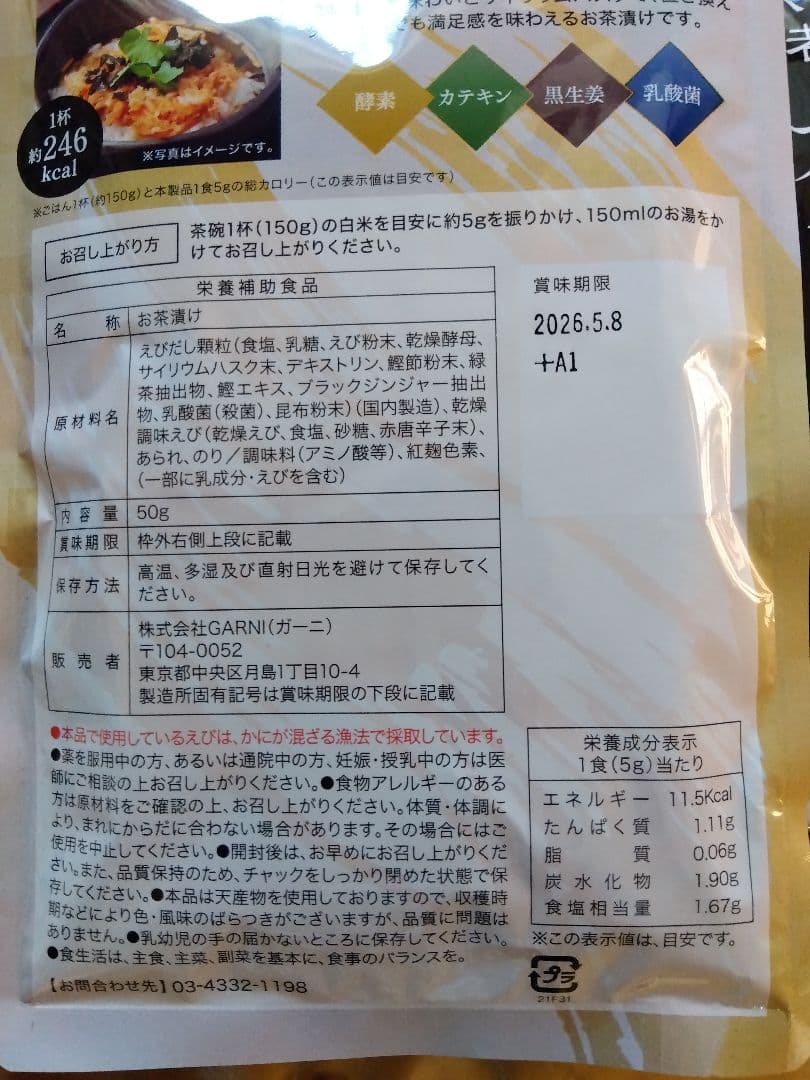 も満足感を味わえるお茶漬けです。
酵素
カテキン
黒生姜
乳酸菌
1杯
約246
kcal
※写真はイメージです。
※ごはん1杯(約150g)と本製品1食5gの総カロリー(この表示値は目安です)
お召し上がり方
茶碗1杯(150g)の白米を目安に約5gを振りかけ、150mlのお湯をか
けてお召し上がりください。
栄養補助食品
名称 お茶漬け
原材料名
えびだし顆粒(食塩、乳糖、えび粉末、乾燥酵母、
サイリウムハスク末、デキストリン、鰹節粉末、緑
茶抽出物、鰹エキス、ブラックジンジャー抽出
物、乳酸菌(殺菌)、昆布粉末)(国内製造)、乾燥
調味えび(乾燥えび、食塩、砂糖、赤唐辛子末)、
あられ、のり/調味料(アミノ酸等)、紅麹色素、
(一部に乳成分・えびを含む)
内容量 50g
賞味期限 枠外右側上段に記載
保存方法
高温、多湿及び直射日光を避けて保存してく
ださい。
販売者
株式会社GARNI(ガーニ)
〒104-0052
東京都中央区月島1丁目10-4
製造所固有記号は賞味期限の下段に記載
賞味期限
2026.5.8
+A1
●本品で使用しているえびは、かにが混ざる漁法で採取しています。
●薬を服用中の方、あるいは通院中の方、妊娠・授乳中の方は医
師にご相談の上お召し上がりください。●食物アレルギーのある
方は原材料をご確認の上、お召し上がりください。体質・体調に
より、まれにからだに合わない場合があります。その場合にはご
使用を中止してください。●開封後は、お早めにお召し上がりくだ
さい。また、品質保持のため、チャックをしっかり閉めた状態で保
存してください。●本品は天産物を使用しておりますので、収穫時
期などにより色・風味のばらつきがございますが、品質に問題は
ありません。●乳幼児の手の届かないところに保存してください。
●食生活は、主食、主菜、副菜を基本に、食事のバランスを。
【お問合わせ先】03-4332-1198
栄養成分表示
1食(5g)当たり
エネルギー 11.5Kcal
たんぱく質 1.11g
脂質 0.06g
炭水化物 1.90g
食塩相当量 1.67g
※この表示値は、目安です。
プラ
21F31